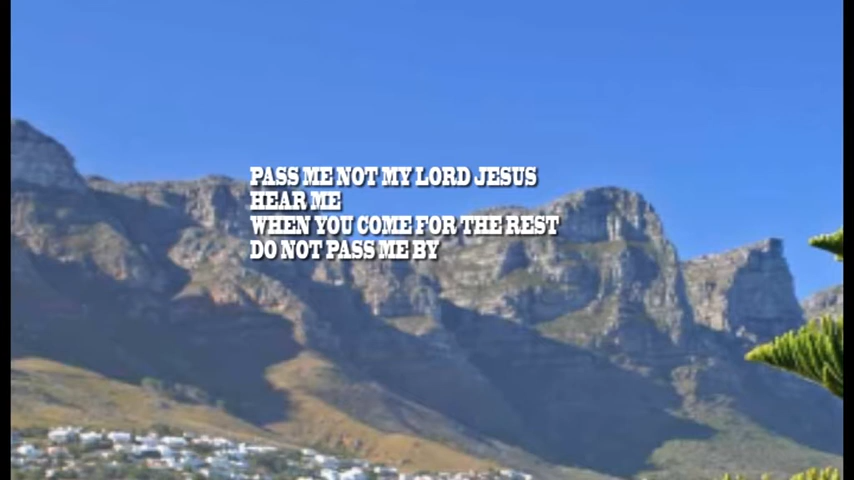 PASS ME NOT MY LORD JESUS
HEAR ME
WHEN YOU COME FOR THE REST
DO NOT PASS ME BY